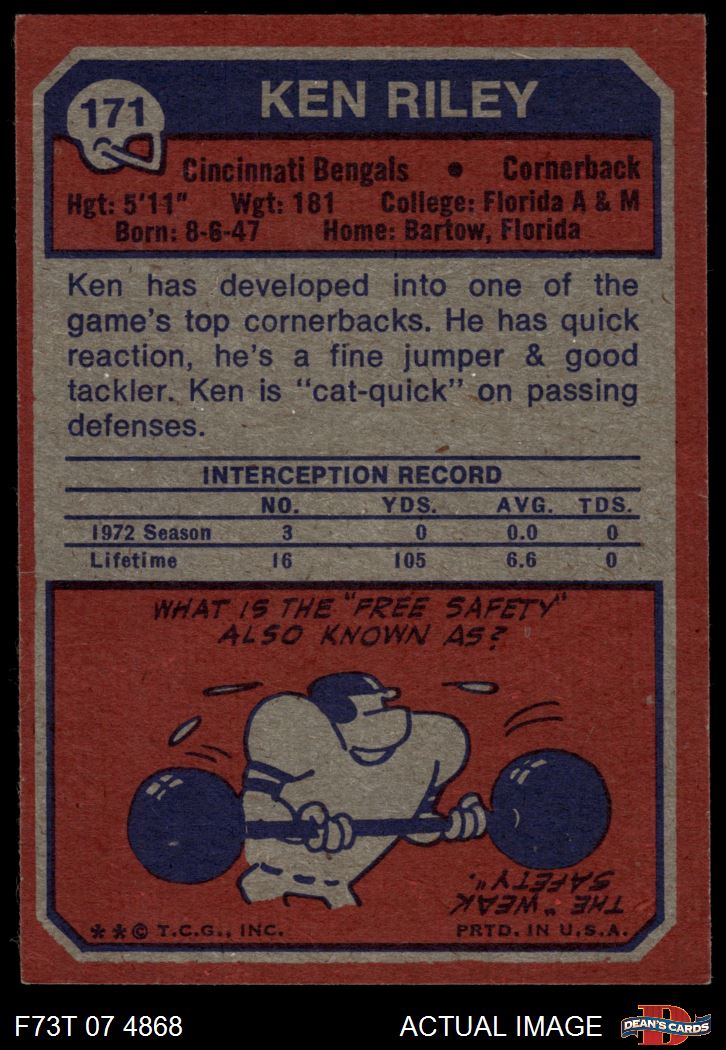 171
KEN RILEY
Cincinnati Bengals • Cornerback
Hgt: 5'11" Wgt: 181 College: Florida A & M
Born: 8-6-47 Home: Bartow, Florida
Ken has developed into one of the
game's top cornerbacks. He has quick
reaction, he's a fine jumper & good
tackler. Ken is "cat-quick" on passing
defenses.
INTERCEPTION RECORD
NO. YDS. AVG. TDS.
1972 Season 3 0 0.0 0
Lifetime 16 105 6.6 0
WHAT IS THE "FREE SAFETY"
ALSO KNOWN AS?
THE "WEAK
SAFETY".
**© T.C.G., INC. PRTD. IN U.S.A.
F73T 07 4868 ACTUAL IMAGE
D
DEAN'S CARDS